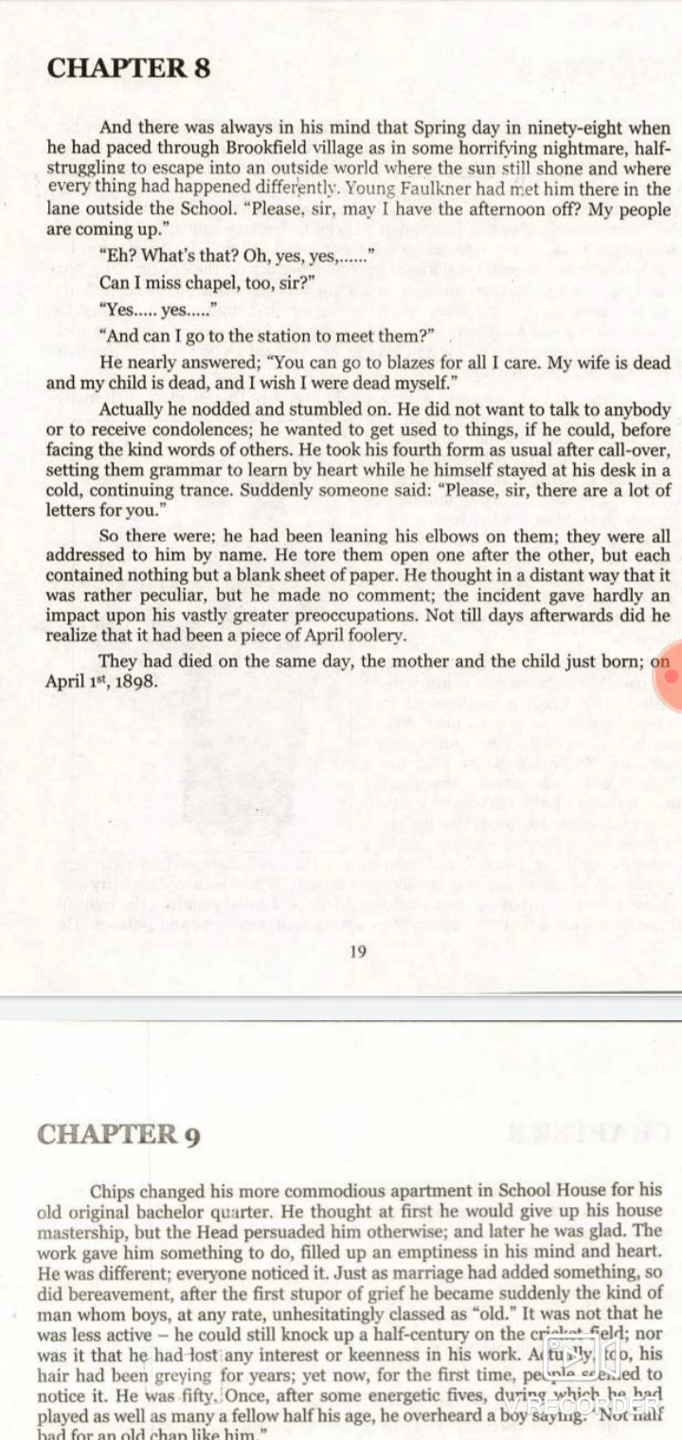 CHAPTER 8
And there was always in his mind that Spring day in ninety-eight when
he had paced through Brookfield village as in some horrifying nightmare, half-
struggling to escape into an outside world where the sun still shone and where
every thing had happened differently. Young Faulkner had met him there in the
lane outside the School. “Please, sir, may I have the afternoon off? My people
are coming up.”
“Eh? What’s that? Oh, yes, yes,......”
Can I miss chapel, too, sir?”
“Yes..... yes.....”
“And can I go to the station to meet them?”
He nearly answered; “You can go to blazes for all I care. My wife is dead
and my child is dead, and I wish I were dead myself.”
Actually he nodded and stumbled on. He did not want to talk to anybody
or to receive condolences; he wanted to get used to things, if he could, before
facing the kind words of others. He took his fourth form as usual after call-over,
setting them grammar to learn by heart while he himself stayed at his desk in a
cold, continuing trance. Suddenly someone said: “Please, sir, there are a lot of
letters for you.”
So there were; he had been leaning his elbows on them; they were all
addressed to him by name. He tore them open one after the other, but each
contained nothing but a blank sheet of paper. He thought in a distant way that it
was rather peculiar, but he made no comment; the incident gave hardly an
impact upon his vastly greater preoccupations. Not till days afterwards did he
realize that it had been a piece of April foolery.
They had died on the same day, the mother and the child just born; on
April 1st, 1898.
19
CHAPTER 9
Chips changed his more commodious apartment in School House for his
old original bachelor quarter. He thought at first he would give up his house
mastership, but the Head persuaded him otherwise; and later he was glad. The
work gave him something to do, filled up an emptiness in his mind and heart.
He was different; everyone noticed it. Just as marriage had added something, so
did bereavement, after the first stupor of grief he became suddenly the kind of
man whom boys, at any rate, unhesitatingly classed as “old.” It was not that he
was less active – he could still knock up a half-century on the cricket field; nor
was it that he had lost any interest or keenness in his work. Actually, too, his
hair had been greying for years; yet now, for the first time, people seemed to
notice it. He was fifty. Once, after some energetic fives, during which he had
played as well as many a fellow half his age, he overheard a boy saying: “Not half
bad for an old chap like him.”
V RECORDER